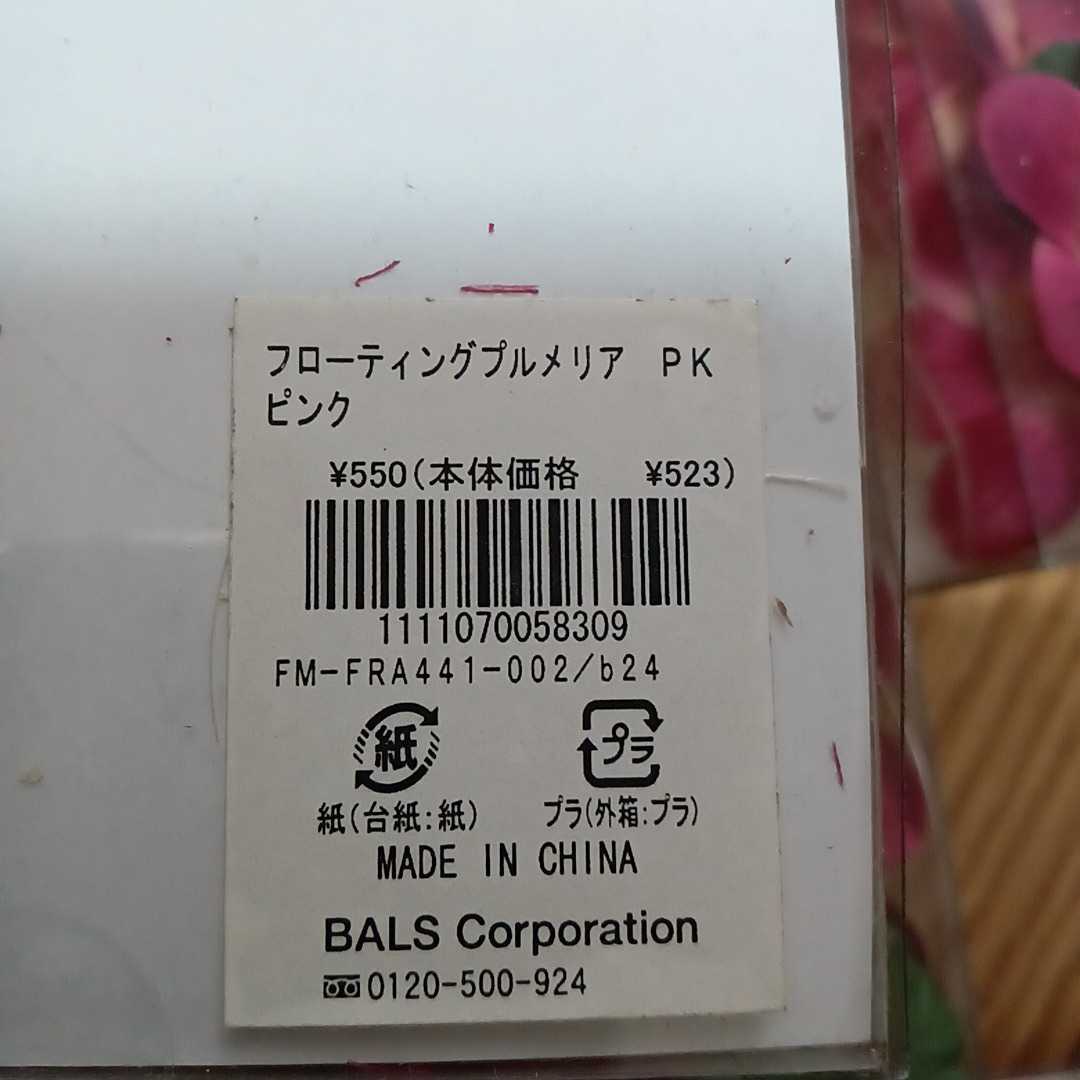 フローティングプルメリア　ＰＫ
ピンク
¥550(本体価格　¥523)
1111070058309
FM-FRA441-002/b24
紙 プラ
紙(台紙:紙) プラ(外箱:プラ)
MADE IN CHINA
BALS Corporation
0120-500-924